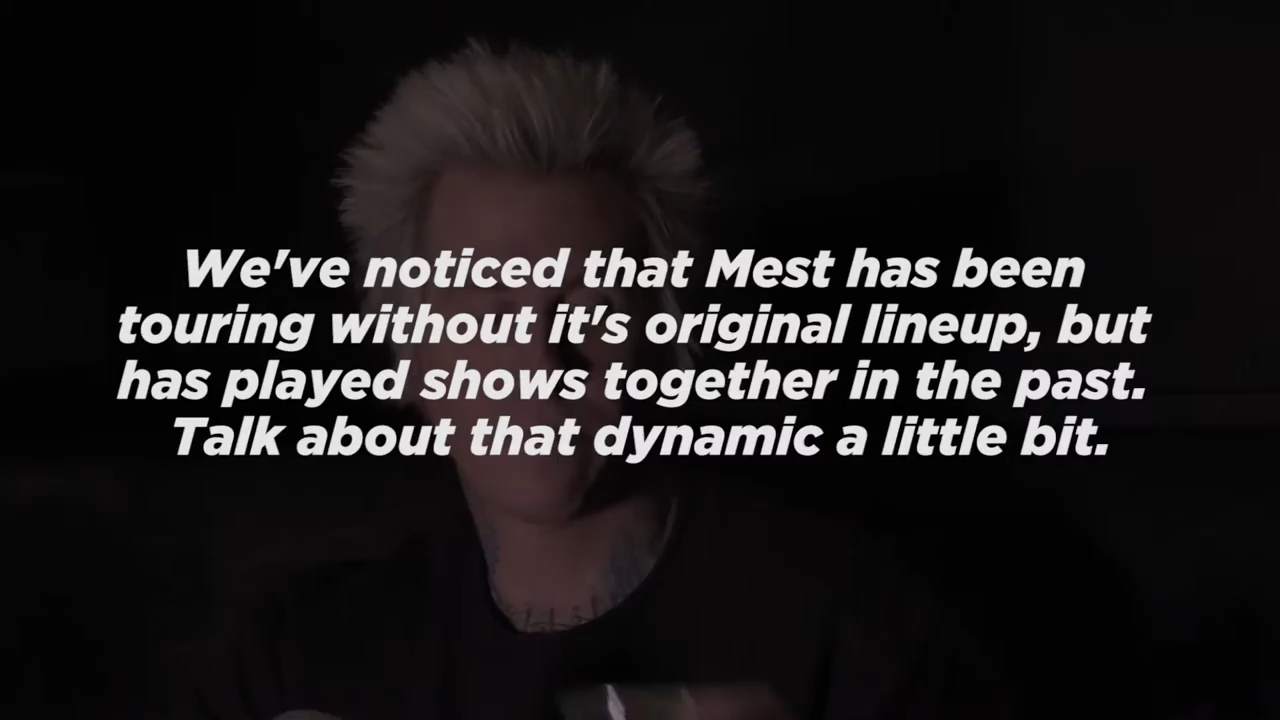 We've noticed that Mest has been
touring without it's original lineup, but
has played shows together in the past.
Talk about that dynamic a little bit.